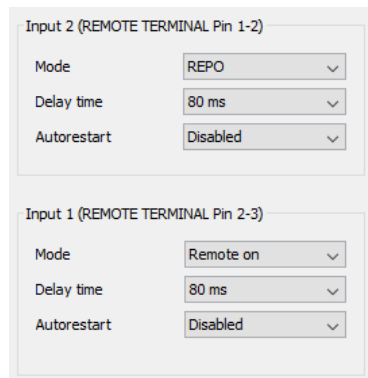 Input 2 (REMOTE TERMINAL Pin 1-2)
Mode REPO
Delay time 80 ms
Autorestart Disabled
Input 1 (REMOTE TERMINAL Pin 2-3)
Mode Remote on
Delay time 80 ms
Autorestart Disabled